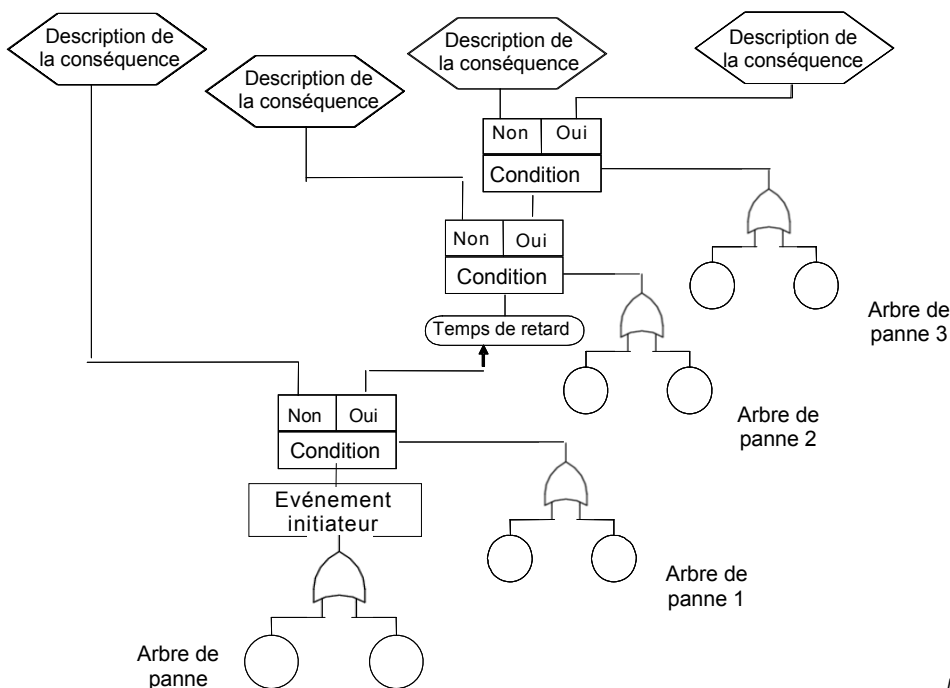 Description de
la conséquence
Description de
la conséquence
Description de
la conséquence
Description de
la conséquence
Non Oui
Condition
Non Oui
Condition
Temps de retard
Arbre de
panne 3
Arbre de
panne 2
Non Oui
Condition
Evénement
initiateur
Arbre de
panne 1
Arbre de
panne